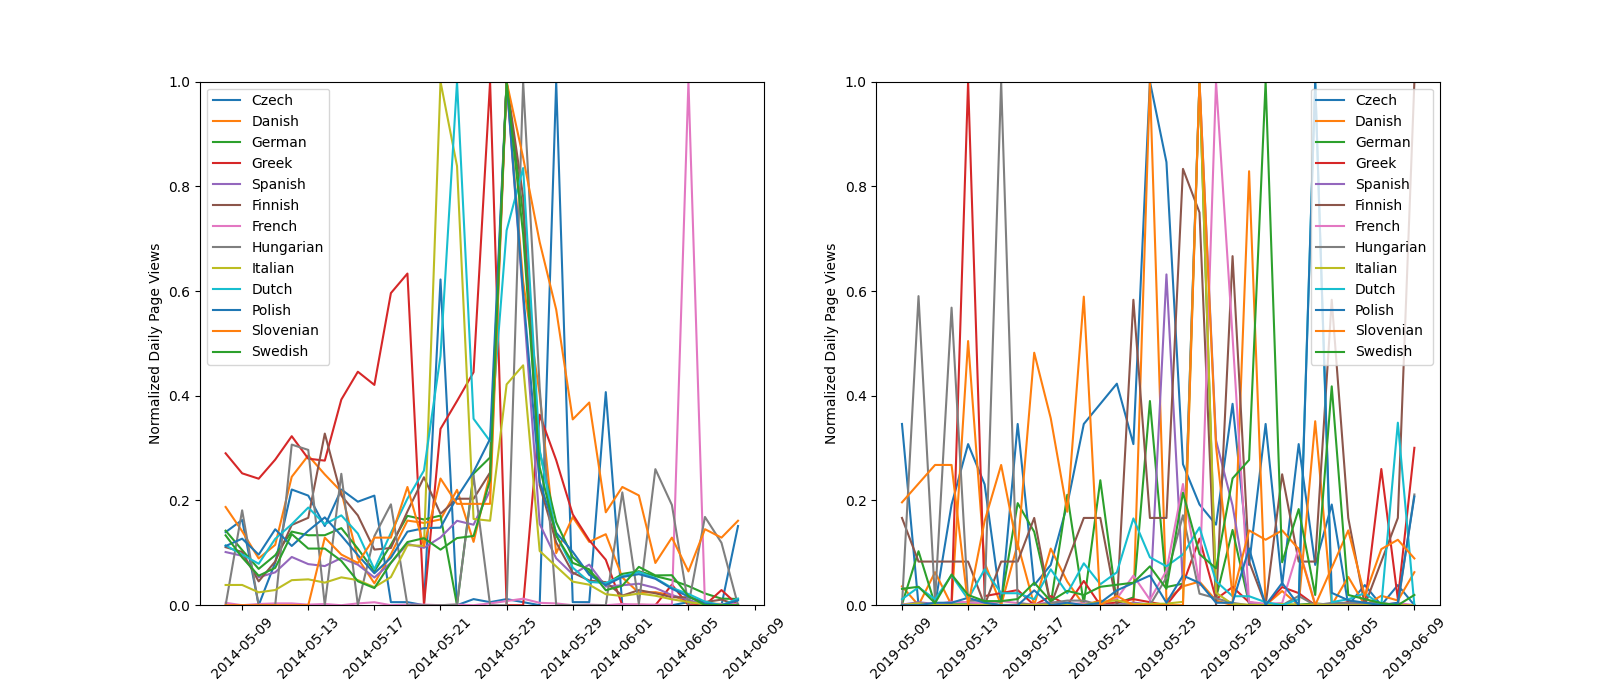 Normalized Daily Page Views
1.0
0.8
0.6
0.4
0.2
0.0
Czech
Danish
German
Greek
Spanish
Finnish
French
Hungarian
Italian
Dutch
Polish
Slovenian
Swedish
2014-05-09
2014-05-13
2014-05-17
2014-05-21
2014-05-25
2014-05-29
2014-06-01
2014-06-05
2014-06-09
Normalized Daily Page Views
1.0
0.8
0.6
0.4
0.2
0.0
Czech
Danish
German
Greek
Spanish
Finnish
French
Hungarian
Italian
Dutch
Polish
Slovenian
Swedish
2019-05-09
2019-05-13
2019-05-17
2019-05-21
2019-05-25
2019-05-29
2019-06-01
2019-06-05
2019-06-09